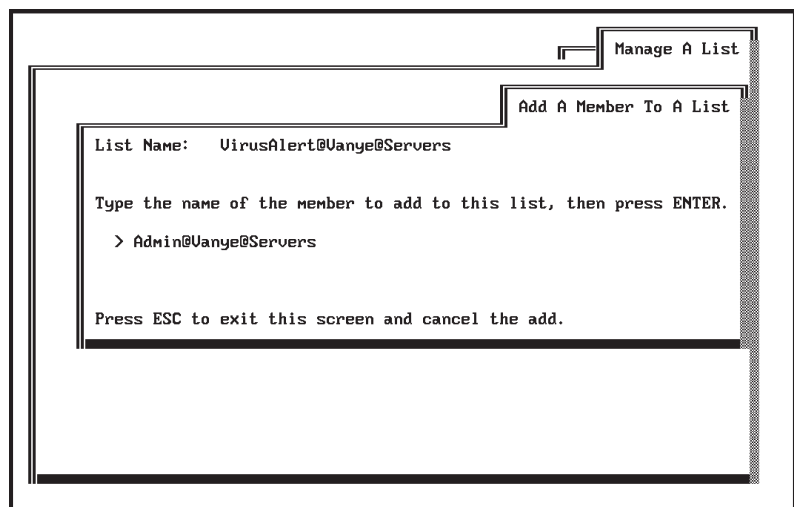 Manage A List
Add A Member To A List
List Name: VirusAlert@Vanye@Servers
Type the name of the member to add to this list, then press ENTER.
> Admin@Vanye@Servers
Press ESC to exit this screen and cancel the add.